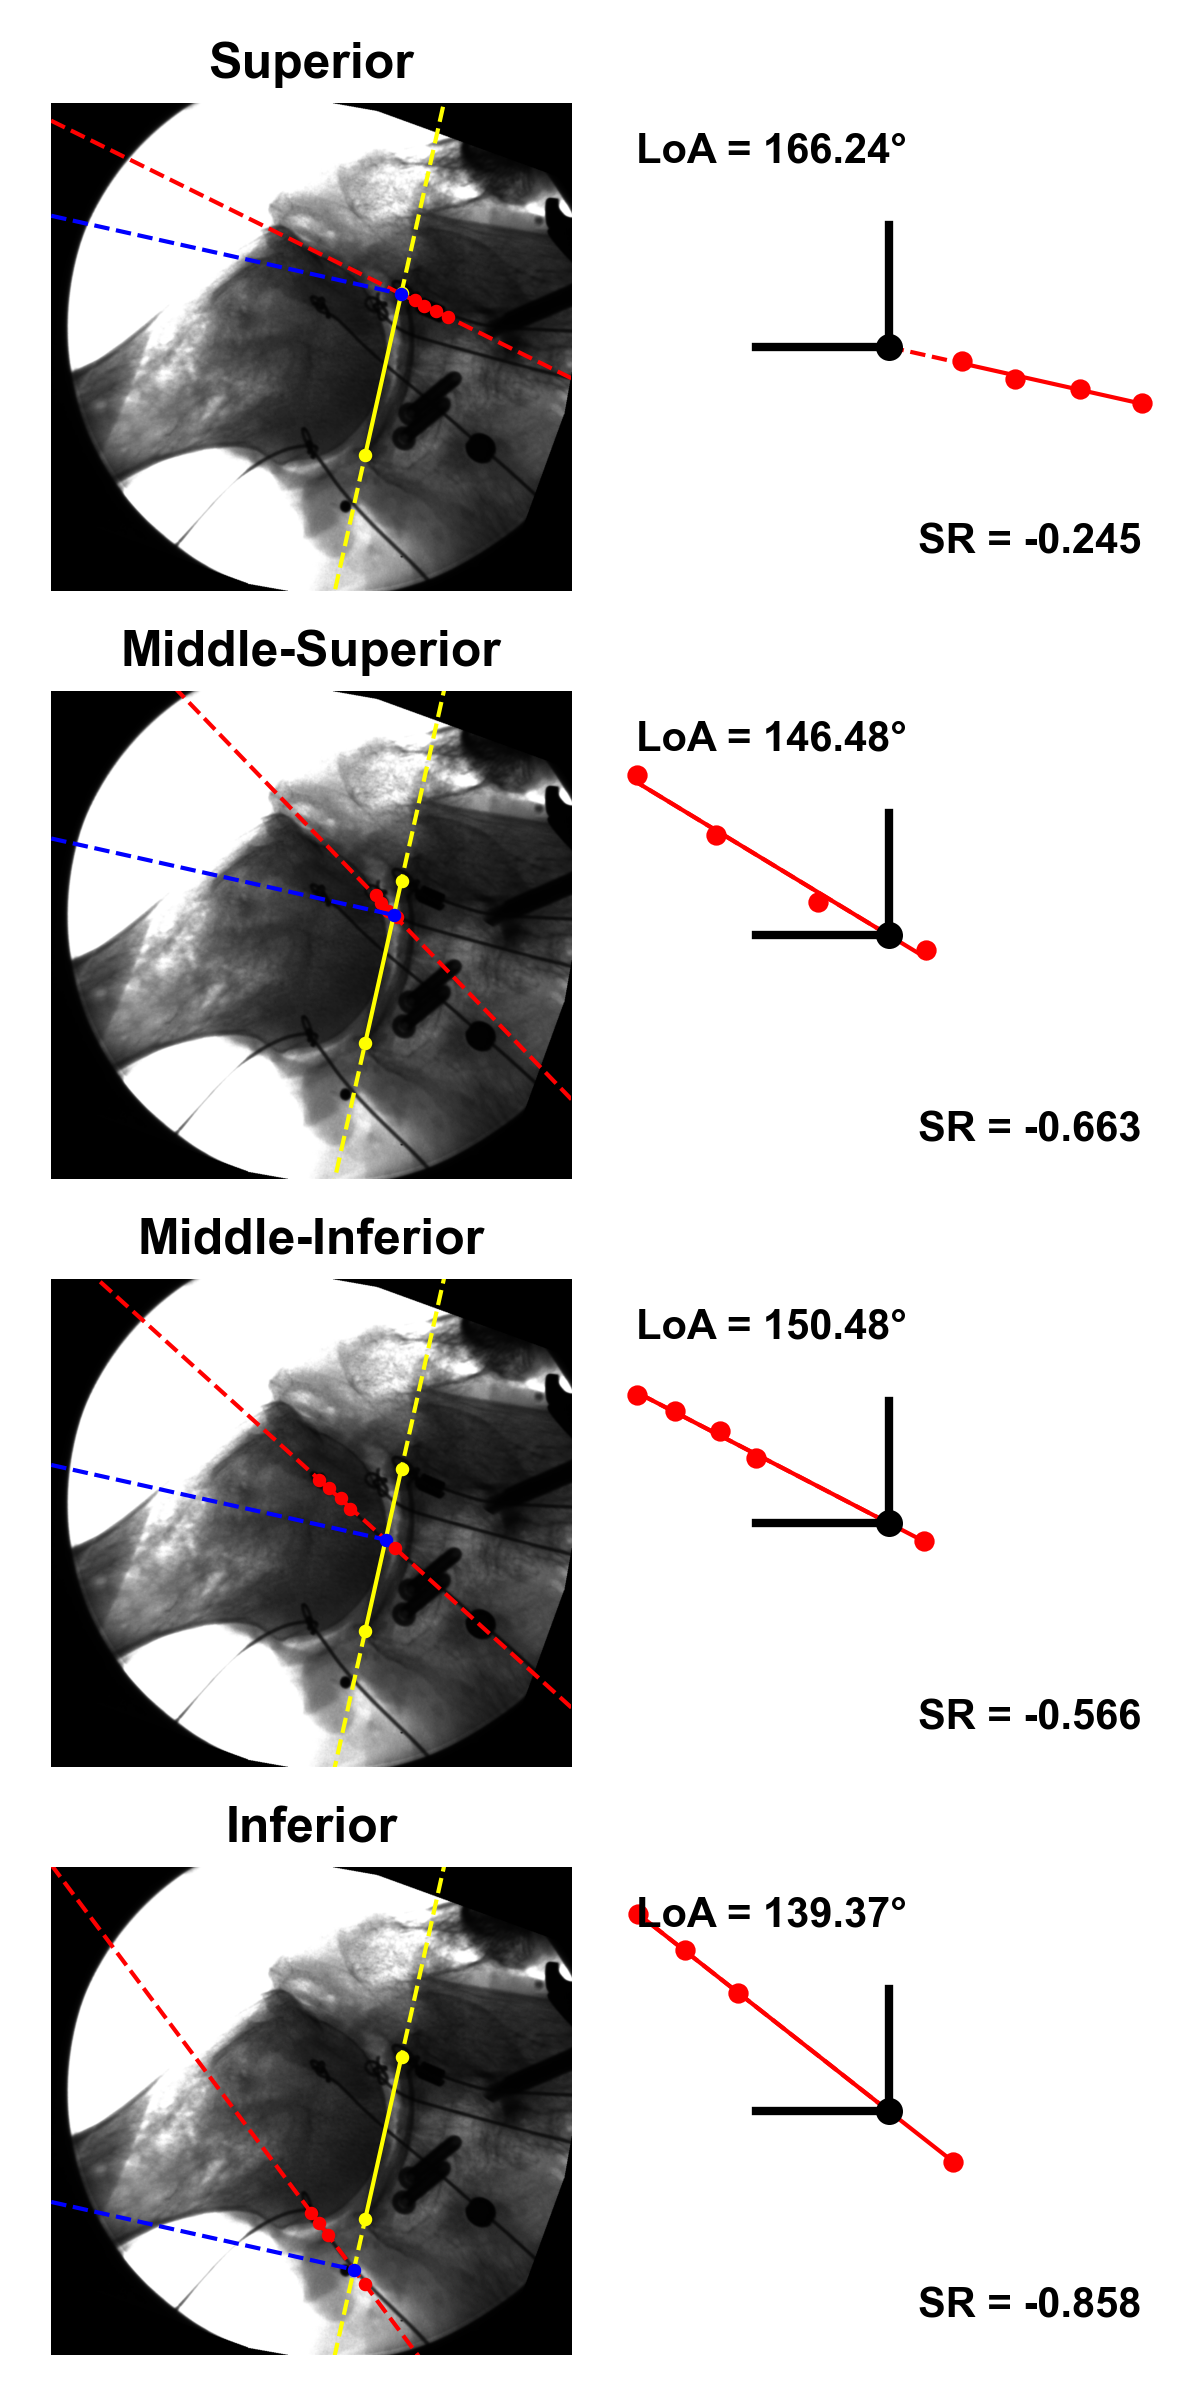 Superior
LoA = 166.24°
SR = -0.245
Middle-Superior
LoA = 146.48°
SR = -0.663
Middle-Inferior
LoA = 150.48°
SR = -0.566
Inferior
LoA = 139.37°
SR = -0.858